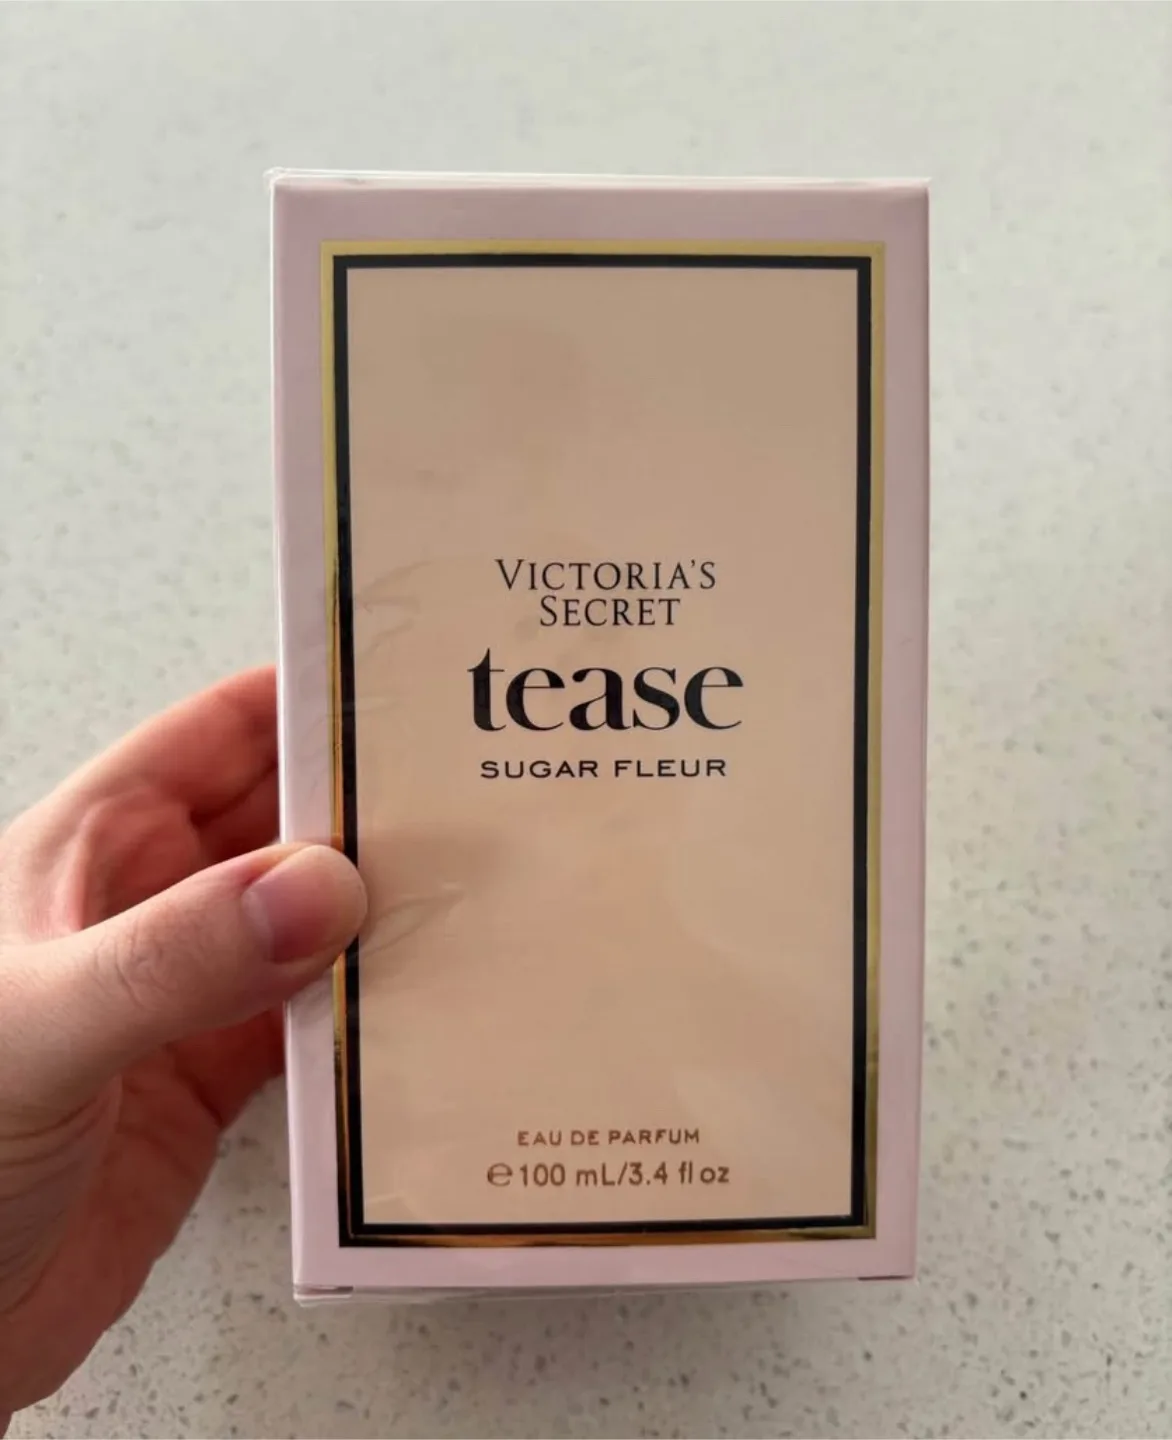 VICTORIA'S
SECRET
tease
SUGAR FLEUR
EAU DE PARFUM
℮100 mL/3.4 fl oz